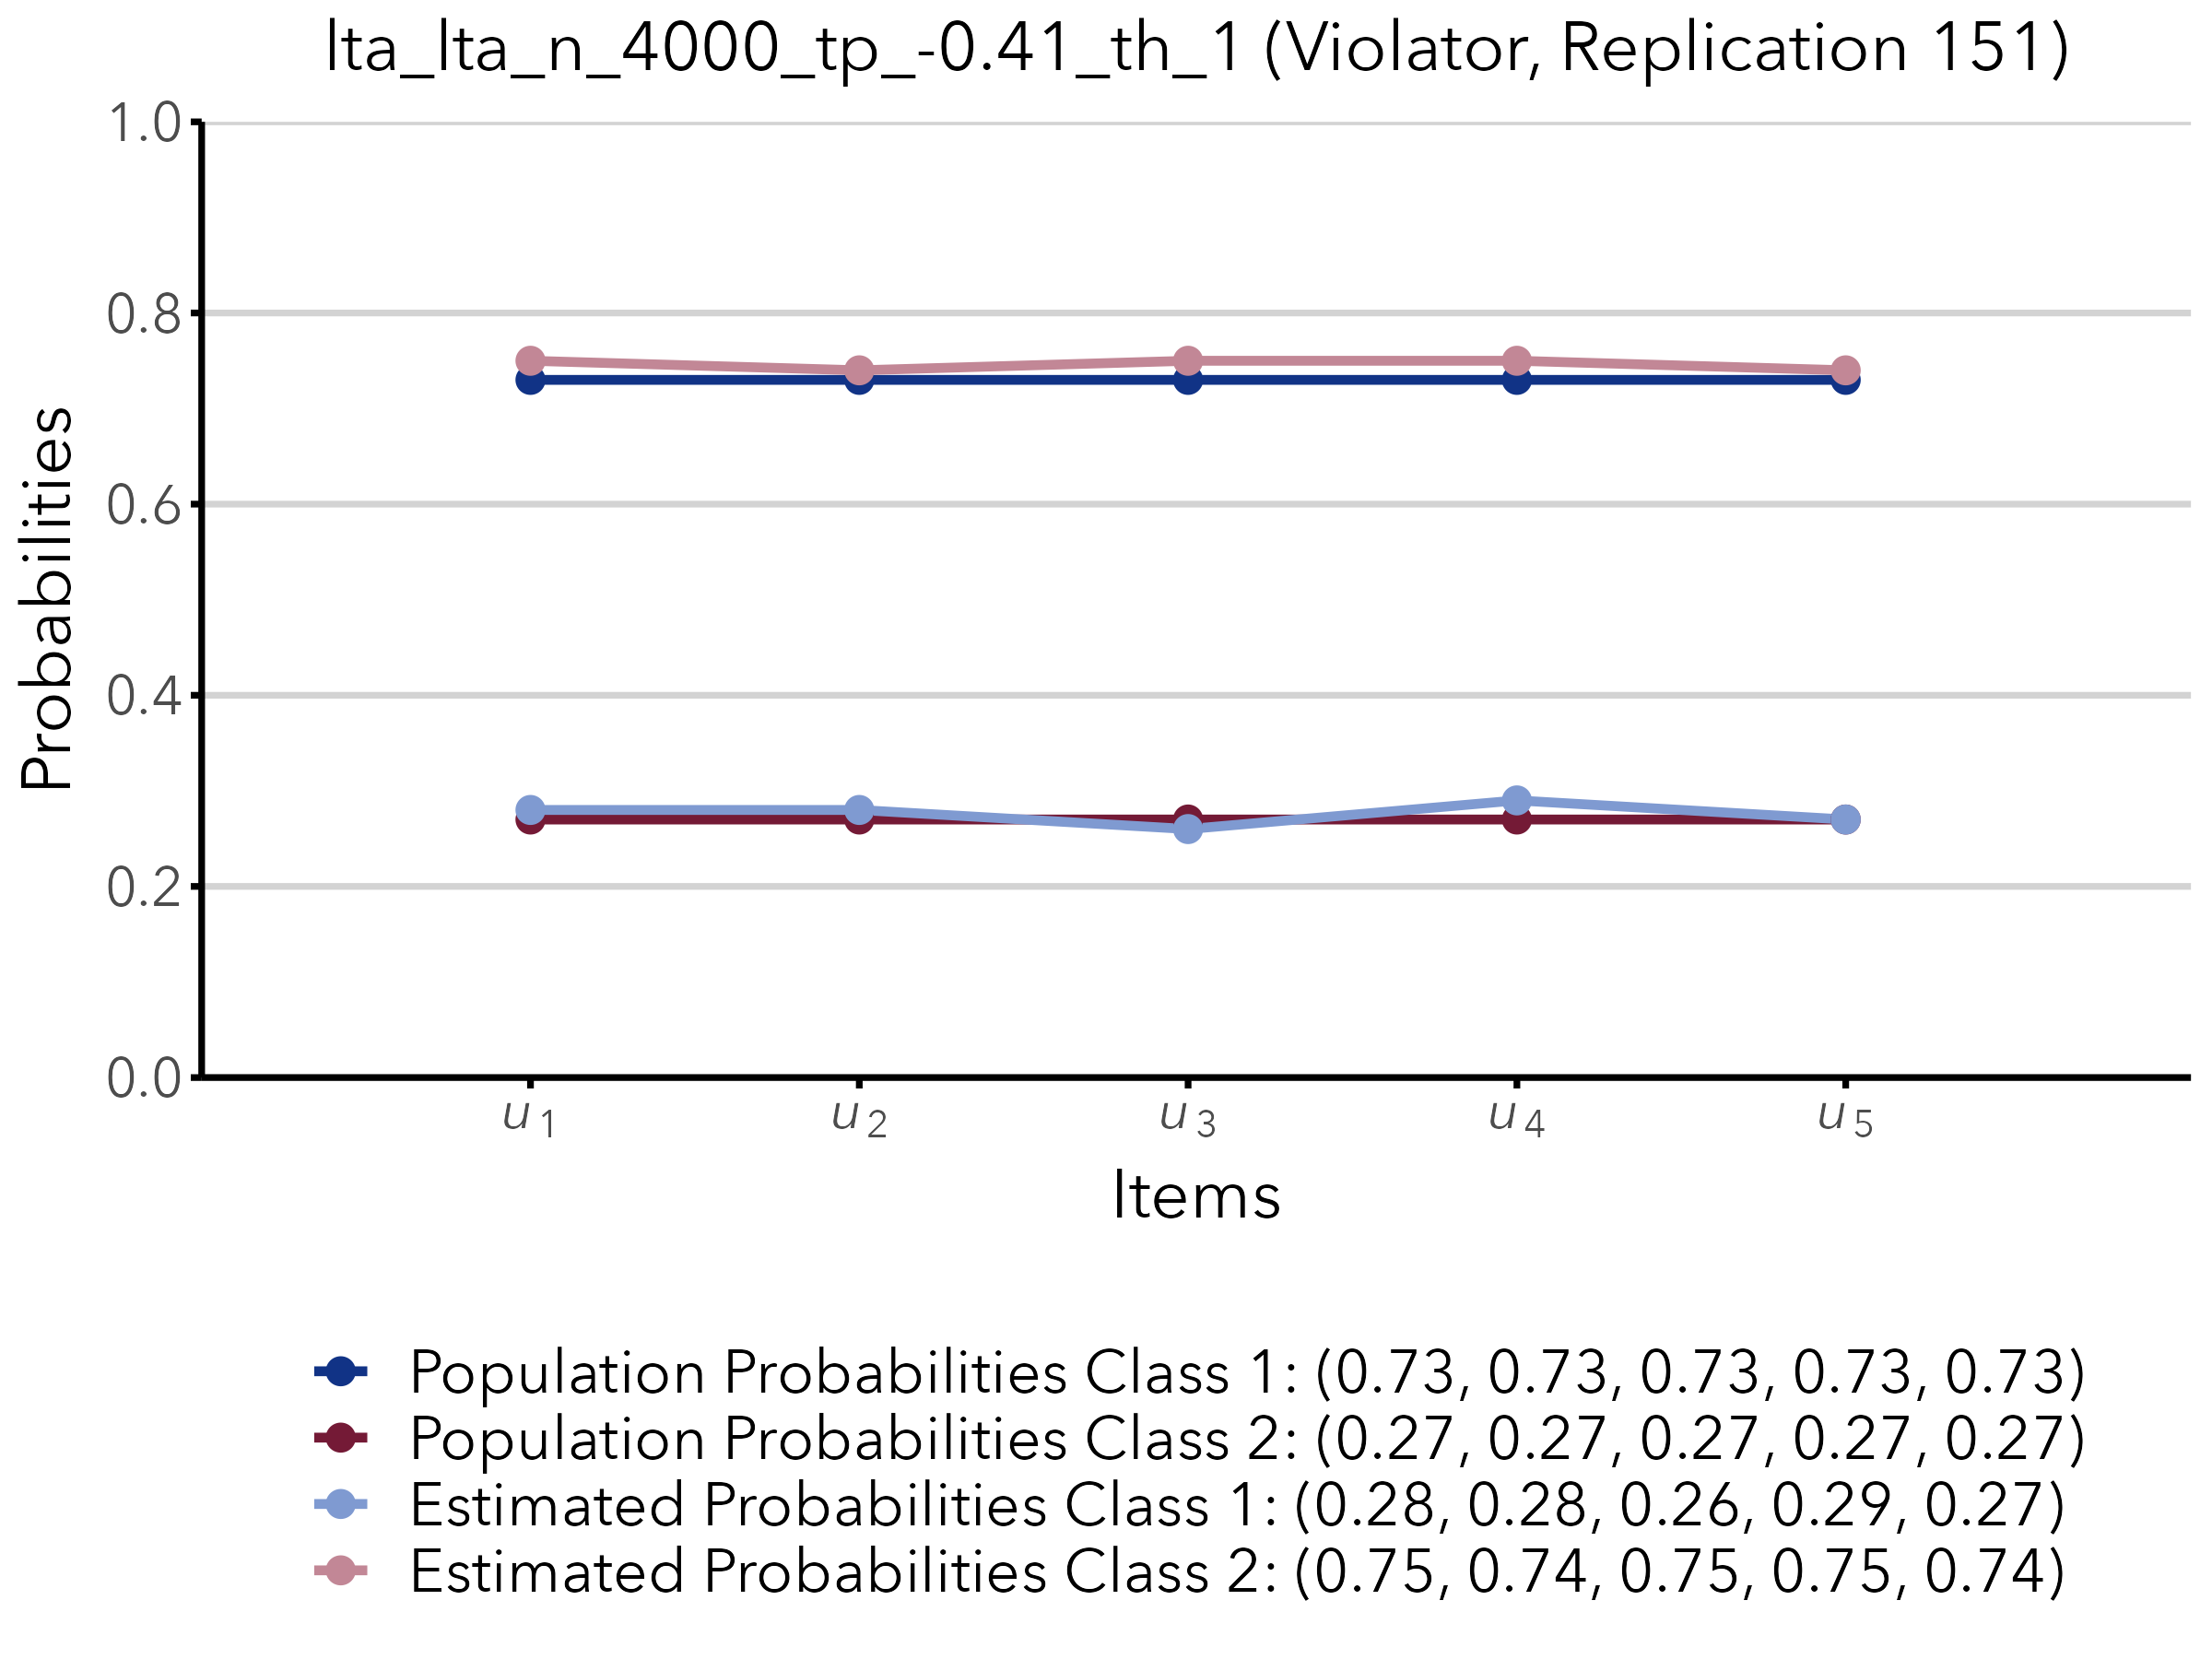 lta_lta_n_4000_tp_-0.41_th_1 (Violator, Replication 151)
1.0
0.8
0.6
0.4
0.2
0.0
Probabilities
u1 u2 u3 u4 u5
Items
Population Probabilities Class 1: (0.73, 0.73, 0.73, 0.73, 0.73)
Population Probabilities Class 2: (0.27, 0.27, 0.27, 0.27, 0.27)
Estimated Probabilities Class 1: (0.28, 0.28, 0.26, 0.29, 0.27)
Estimated Probabilities Class 2: (0.75, 0.74, 0.75, 0.75, 0.74)